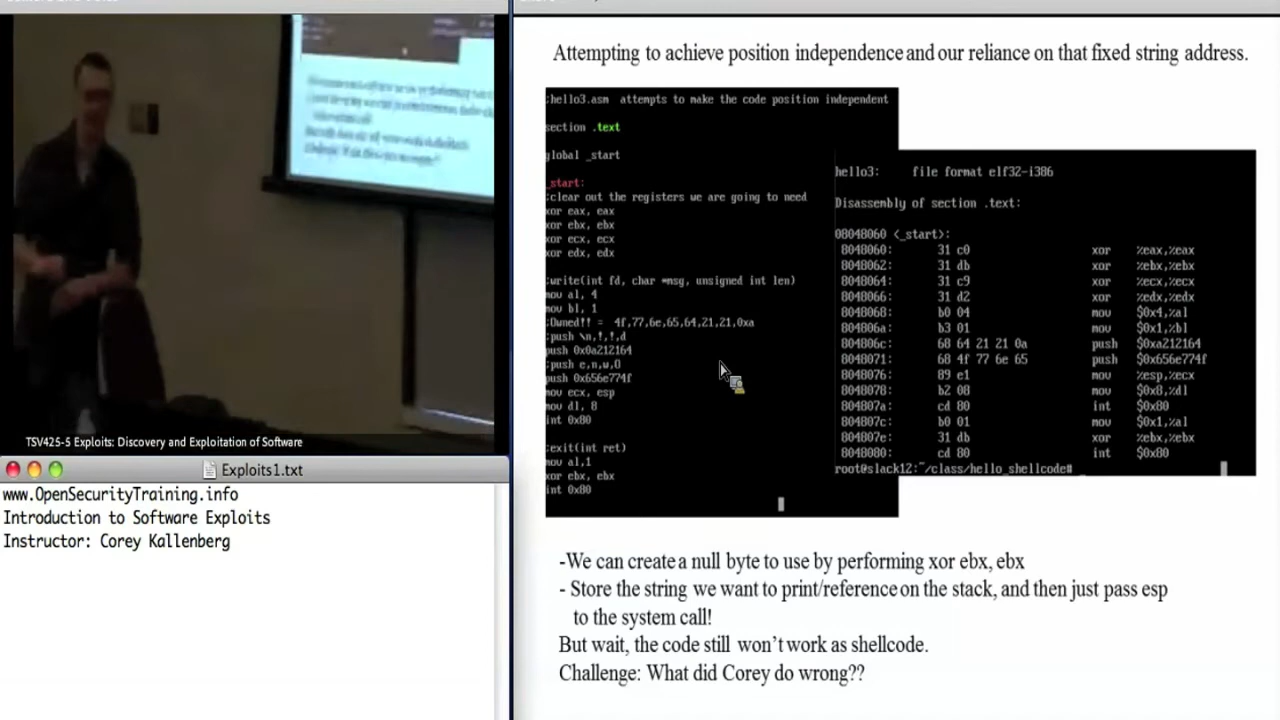 Attempting to achieve position independence and our reliance on that fixed string address.
;hello3.asm attempts to make the code position independent
section .text
global _start
_start:
;clear out the registers we are going to need
xor eax, eax
xor ebx, ebx
xor ecx, ecx
xor edx, edx
;write(int fd, char *msg, unsigned int len)
mov al, 4
mov bl, 1
;Owned!! = 4f,77,6e,65,64,21,21,0xa
;push \n,!,!,d
push 0x0a212164
;push e,n,w,O
push 0x656e774f
mov ecx, esp
mov dl, 8
int 0x80
;exit(int ret)
mov al,1
xor ebx, ebx
int 0x80
hello3: file format elf32-i386
Disassembly of section .text:
08048060 <_start>:
8048060: 31 c0 xor %eax,%eax
8048062: 31 db xor %ebx,%ebx
8048064: 31 c9 xor %ecx,%ecx
8048066: 31 d2 xor %edx,%edx
8048068: b0 04 mov $0x4,%al
804806a: b3 01 mov $0x1,%bl
804806c: 68 64 21 21 0a push $0xa212164
8048071: 68 4f 77 6e 65 push $0x656e774f
8048076: 89 e1 mov %esp,%ecx
8048078: b2 08 mov $0x8,%dl
804807a: cd 80 int $0x80
804807c: b0 01 mov $0x1,%al
804807e: 31 db xor %ebx,%ebx
8048080: cd 80 int $0x80
root@slack12:~/class/hello_shellcode#
-We can create a null byte to use by performing xor ebx, ebx
- Store the string we want to print/reference on the stack, and then just pass esp
to the system call!
But wait, the code still won't work as shellcode.
Challenge: What did Corey do wrong??
TSV425-5 Exploits: Discovery and Exploitation of Software
Exploits1.txt
www.OpenSecurityTraining.info
Introduction to Software Exploits
Instructor: Corey Kallenberg